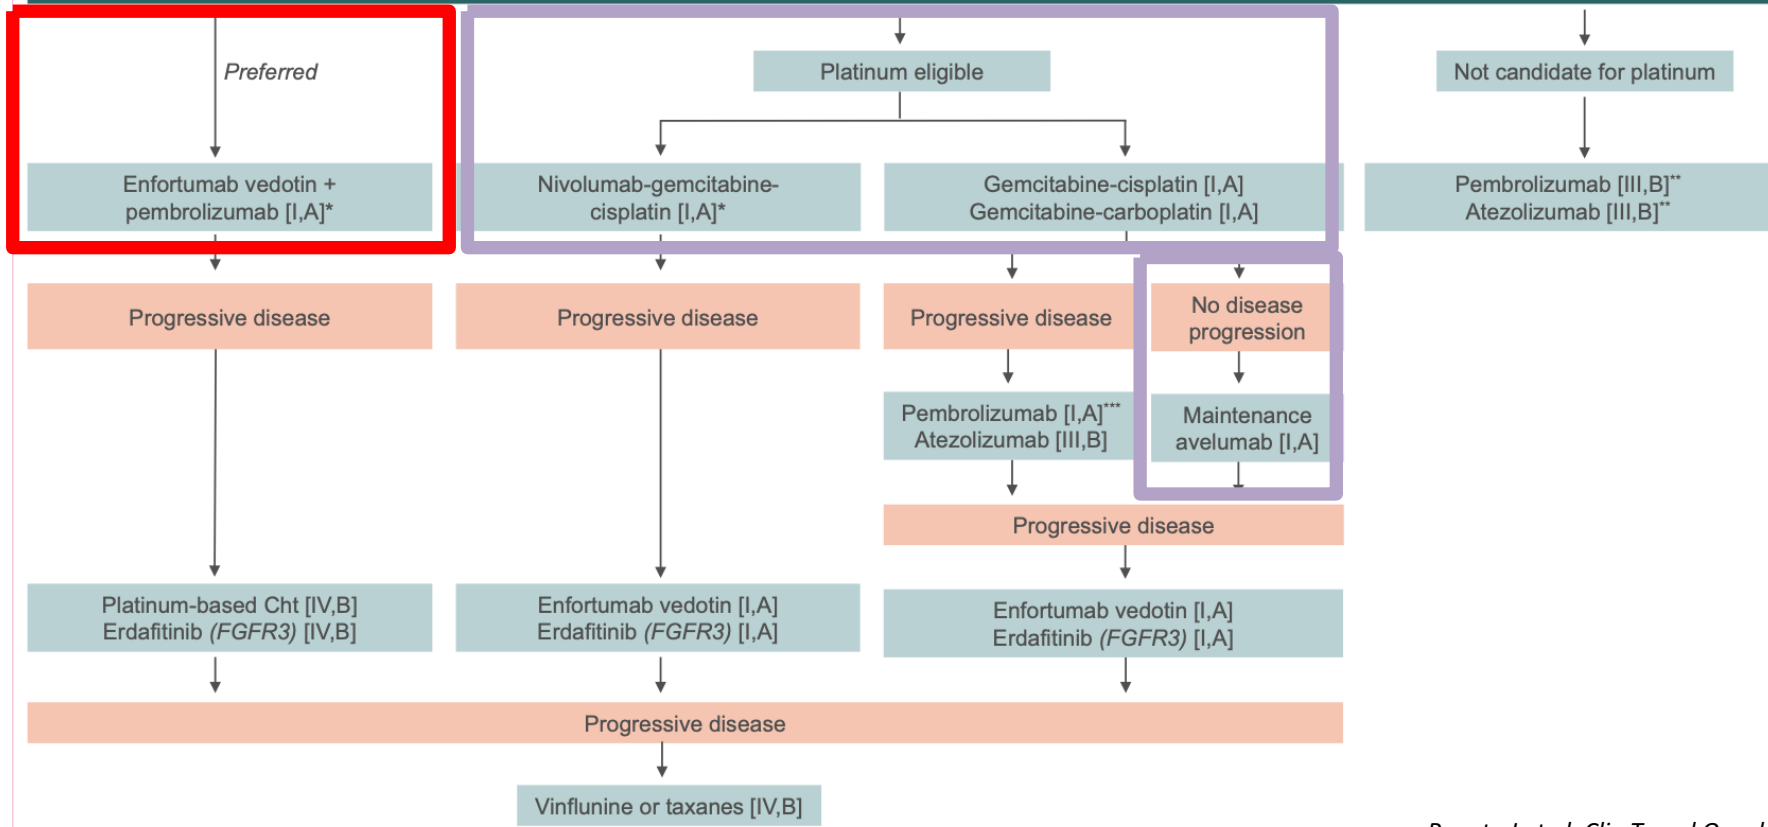 Preferred
Platinum eligible
Not candidate for platinum
Enfortumab vedotin +
pembrolizumab [I,A]*
Nivolumab-gemcitabine-
cisplatin [I,A]*
Gemcitabine-cisplatin [I,A]
Gemcitabine-carboplatin [I,A]
Pembrolizumab [III,B]**
Atezolizumab [III,B]**
Progressive disease
Progressive disease
Progressive disease
No disease
progression
Pembrolizumab [I,A]***
Atezolizumab [III,B]
Maintenance
avelumab [I,A]
Progressive disease
Platinum-based Cht [IV,B]
Erdafitinib (FGFR3) [IV,B]
Enfortumab vedotin [I,A]
Erdafitinib (FGFR3) [I,A]
Enfortumab vedotin [I,A]
Erdafitinib (FGFR3) [I,A]
Progressive disease
Vinflunine or taxanes [IV,B]